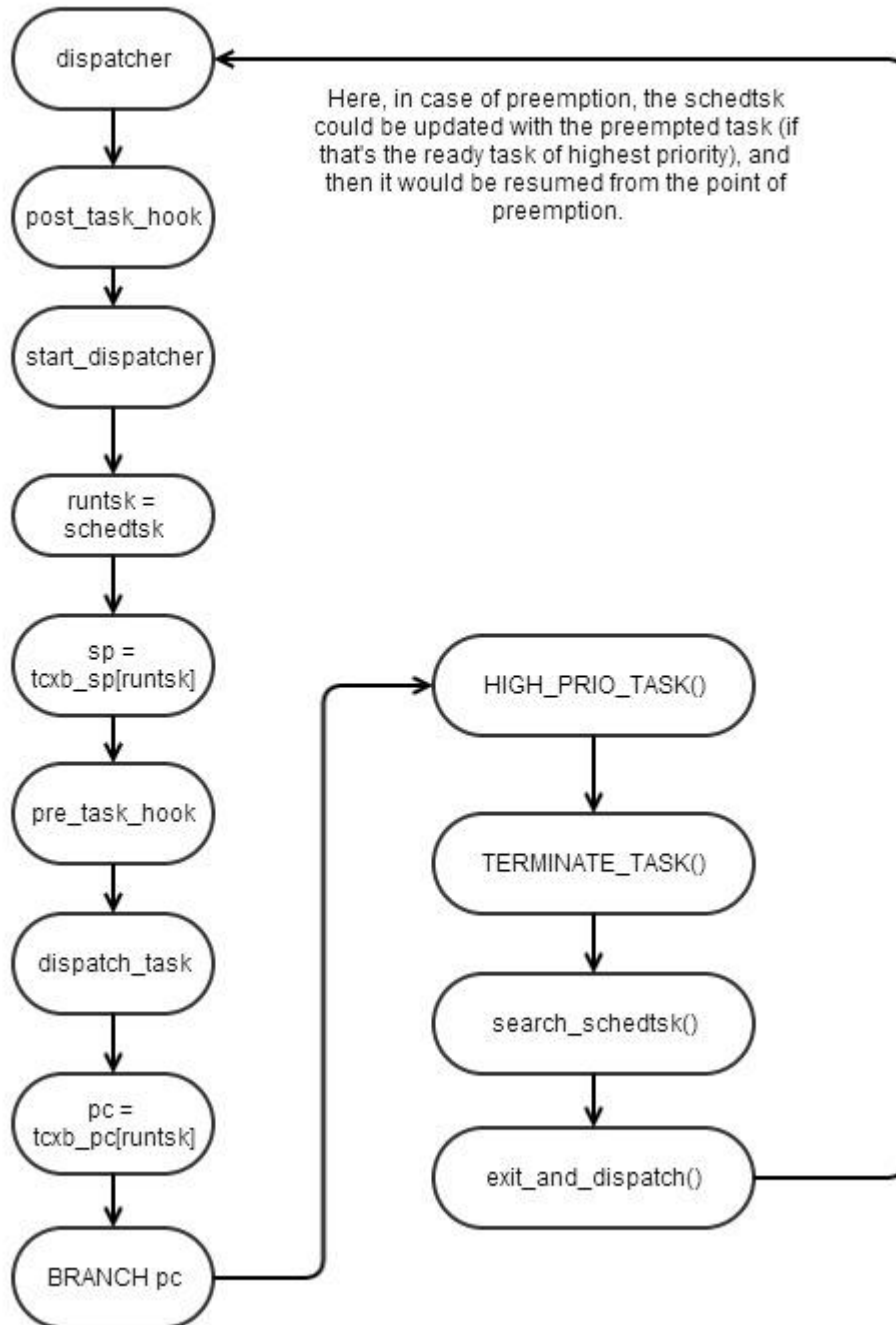 dispatcher
Here, in case of preemption, the schedtsk
could be updated with the preempted task (if
that's the ready task of highest priority), and
then it would be resumed from the point of
preemption.
post_task_hook
start_dispatcher
runtsk =
schedtsk
sp =
tcxb_sp[runtsk]
pre_task_hook
dispatch_task
pc =
tcxb_pc[runtsk]
BRANCH pc
HIGH_PRIO_TASK()
TERMINATE_TASK()
search_schedtsk()
exit_and_dispatch()